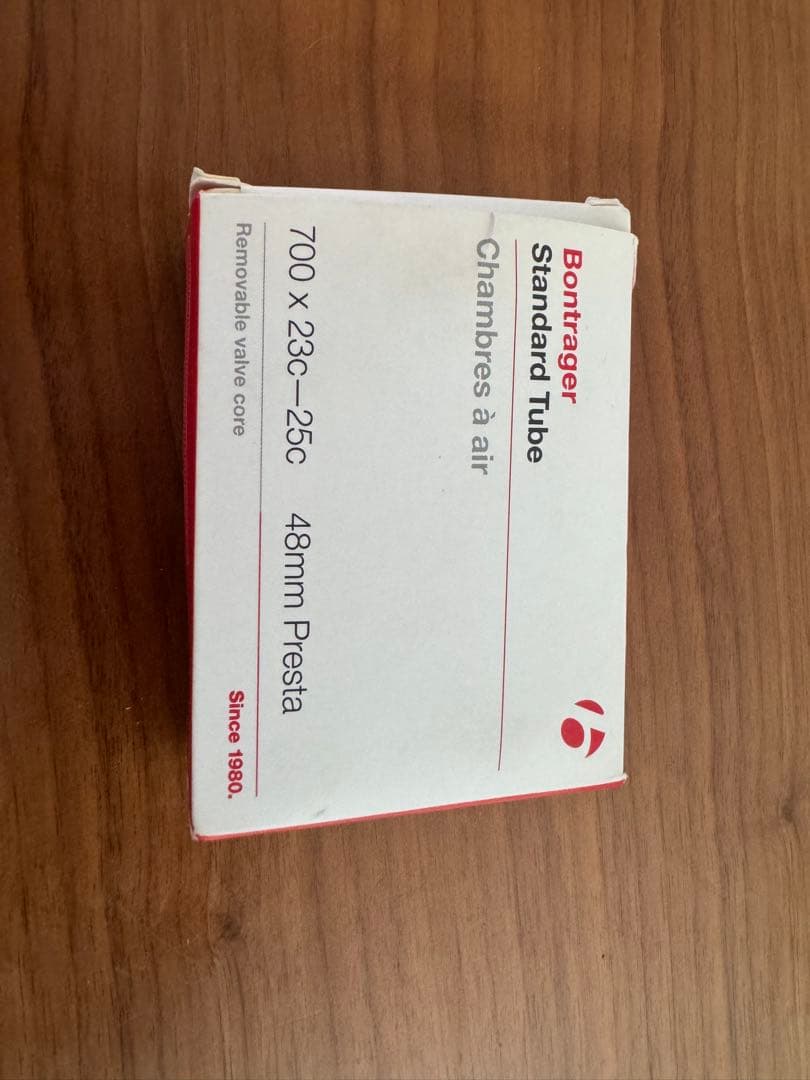 Bontrager
Standard Tube
Chambres à air
700 x 23c–25c 48mm Presta
Removable valve core
Since 1980.